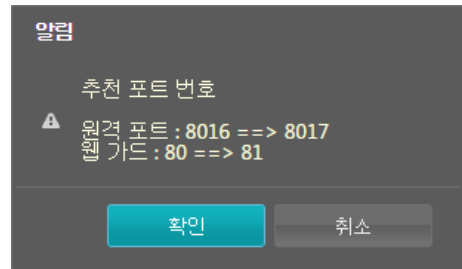 알림
추천 포트 번호
원격 포트 : 8016 ==> 8017
웹 가드 : 80 ==> 81
확인
취소